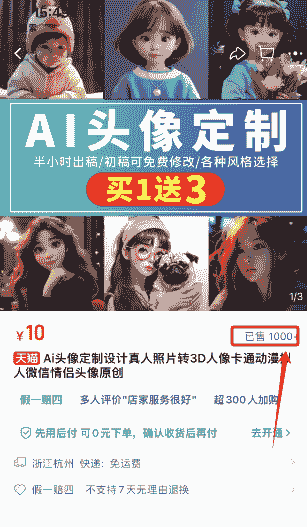 15:45
AI头像定制
半小时出稿/初稿可免费修改/各种风格选择
买1送3
1/3
¥10
已售 1000+
天猫 Ai头像定制设计真人照片转3D人像卡通动漫拟
人微信情侣头像原创
假一赔四 多人评价"店家服务很好" 超300人加购
先用后付 可0元下单，确认收货后再付 去开通 >
浙江杭州 快递：免运费
假一赔四 不支持7天无理由退换